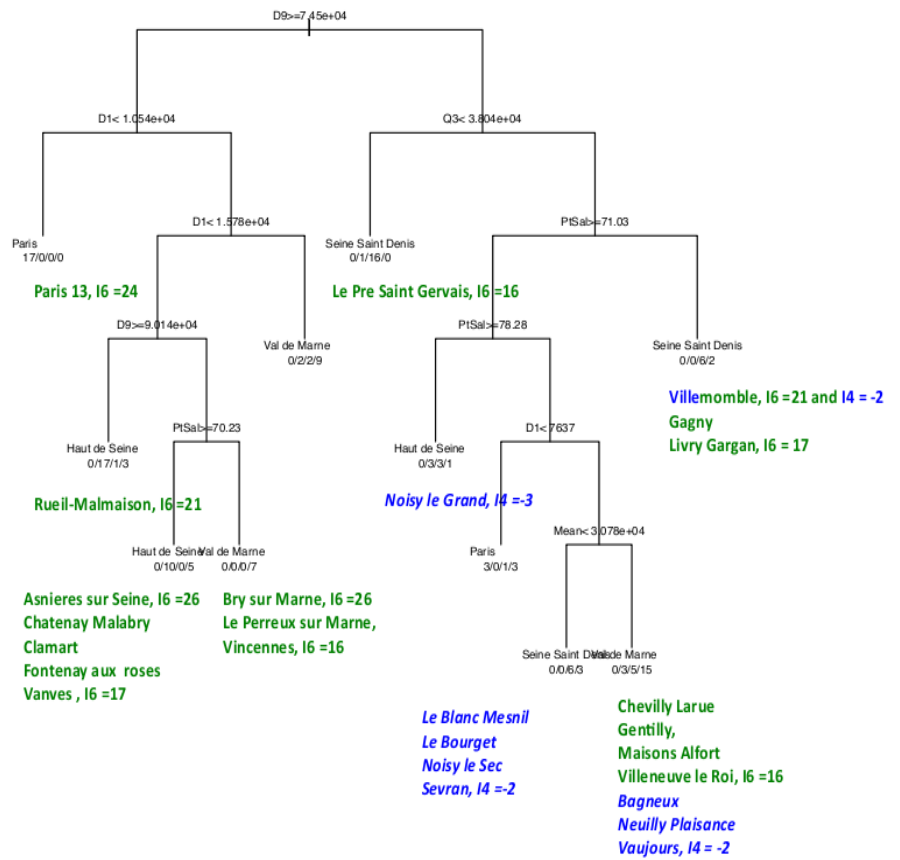 D9>=7.45e+04
D1< 1.054e+04
Q3< 3.804e+04
D1< 1.578e+04
PtSal>=71.03
Paris
17/0/0/0
Seine Saint Denis
0/1/16/0
Paris 13, I6 =24
Le Pre Saint Gervais, I6 =16
D9>=9.014e+04
PtSal>=78.28
Val de Marne
0/2/2/9
Seine Saint Denis
0/0/6/2
Villemomble, I6 =21 and I4 = -2
Gagny
Livry Gargan, I6 = 17
PtSal>=70.23
D1< 7637
Haut de Seine
0/17/1/3
Haut de Seine
0/3/3/1
Rueil-Malmaison, I6 =21
Noisy le Grand, I4 =-3
Mean< 3.078e+04
Haut de Seine
0/10/0/5
Val de Marne
0/0/0/7
Paris
3/0/1/3
Asnieres sur Seine, I6 =26
Chatenay Malabry
Clamart
Fontenay aux roses
Vanves , I6 =17
Bry sur Marne, I6 =26
Le Perreux sur Marne,
Vincennes, I6 =16
Seine Saint Denis
0/0/6/3
Val de Marne
0/3/5/15
Le Blanc Mesnil
Le Bourget
Noisy le Sec
Sevran, I4 =-2
Chevilly Larue
Gentilly,
Maisons Alfort
Villeneuve le Roi, I6 =16
Bagneux
Neuilly Plaisance
Vaujours, I4 = -2